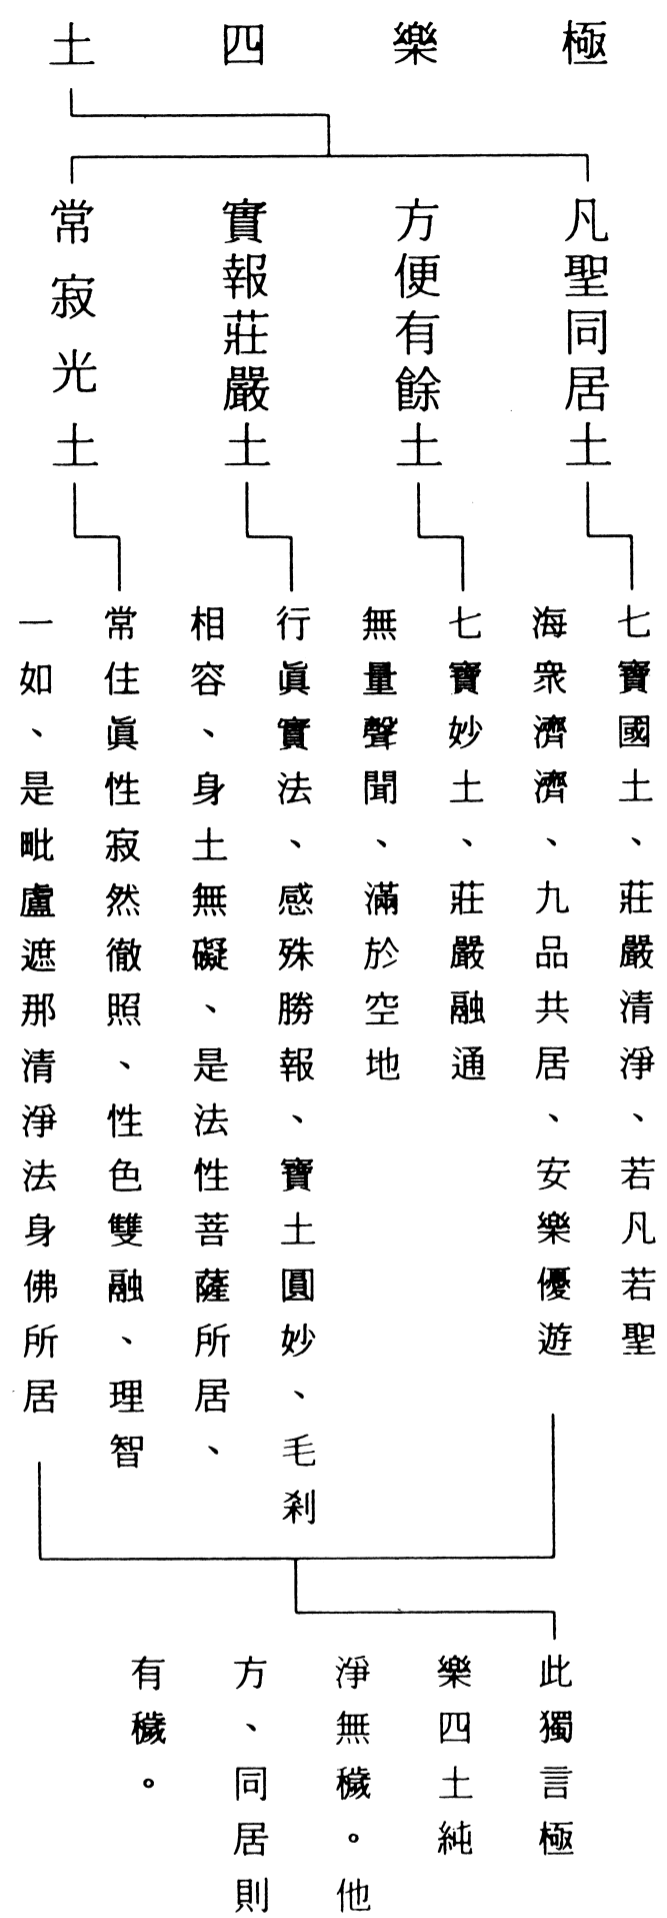 極樂四土
凡聖同居土
方便有餘土
實報莊嚴土
常寂光土
七寶國土、莊嚴清淨、若凡若聖
海衆濟濟、九品共居、安樂優遊
七寶妙土、莊嚴融通
無量聲聞、滿於空地
行眞實法、感殊勝報、寶土圓妙、毛剎
相容、身土無礙、是法性菩薩所居、
常住眞性寂然徹照、性色雙融、理智
一如、是毗盧遮那清淨法身佛所居
此獨言極
樂四土純
淨無穢。他
方、同居則
有穢。